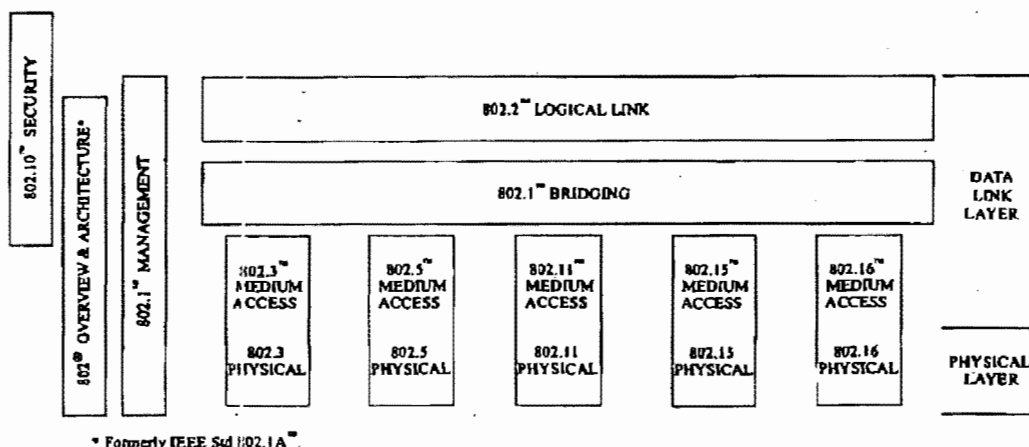 802.10™ SECURITY
802® OVERVIEW & ARCHITECTURE*
802.1™ MANAGEMENT
802.2™ LOGICAL LINK
802.1™ BRIDGING
802.3™
MEDIUM
ACCESS
802.3
PHYSICAL
802.5™
MEDIUM
ACCESS
802.5
PHYSICAL
802.11™
MEDIUM
ACCESS
802.11
PHYSICAL
802.15™
MEDIUM
ACCESS
802.15
PHYSICAL
802.16™
MEDIUM
ACCESS
802.16
PHYSICAL
DATA
LINK
LAYER
PHYSICAL
LAYER
* Formerly IEEE Std 802.1A™.